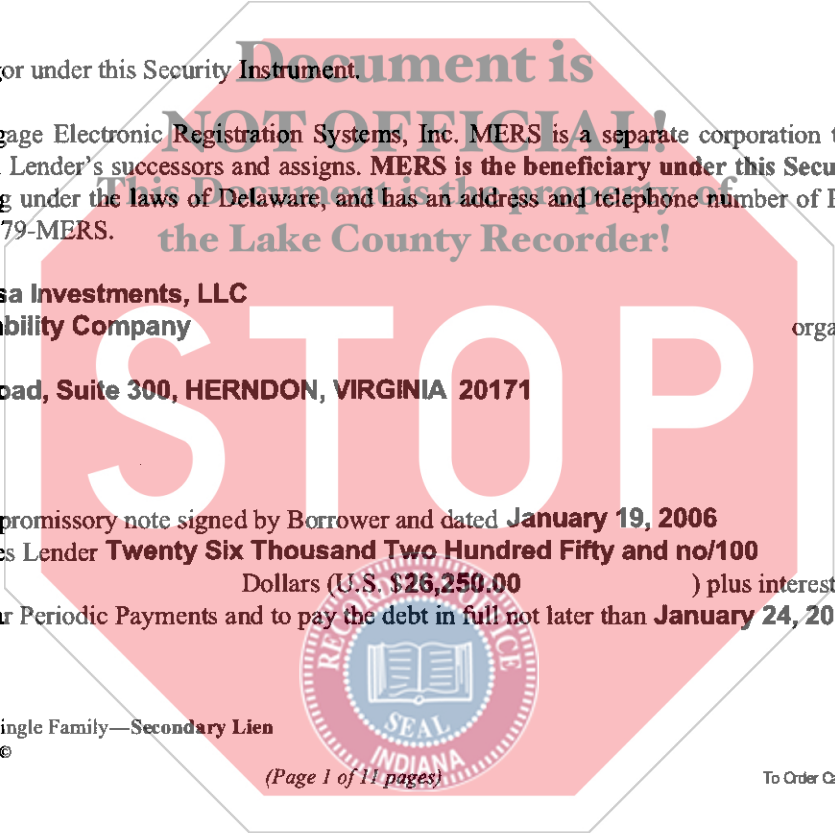 Document is
or under this Security Instrument.
NOT OFFICIAL!
gage Electronic Registration Systems, Inc. MERS is a separate corporation t
Lender's successors and assigns. MERS is the beneficiary under this Secu
This Document is the property of
g under the laws of Delaware, and has an address and telephone number of
79-MERS.
the Lake County Recorder!
sa Investments, LLC
bility Company orga
oad, Suite 300, HERNDON, VIRGINIA 20171
STOP
promissory note signed by Borrower and dated January 19, 2006
es Lender Twenty Six Thousand Two Hundred Fifty and no/100
Dollars (U.S. $26,250.00 ) plus interest
r Periodic Payments and to pay the debt in full not later than January 24, 20
RECORDER'S OFFICE
SEAL
INDIANA
ingle Family—Secondary Lien
©
(Page 1 of 11 pages)
To Order Ca